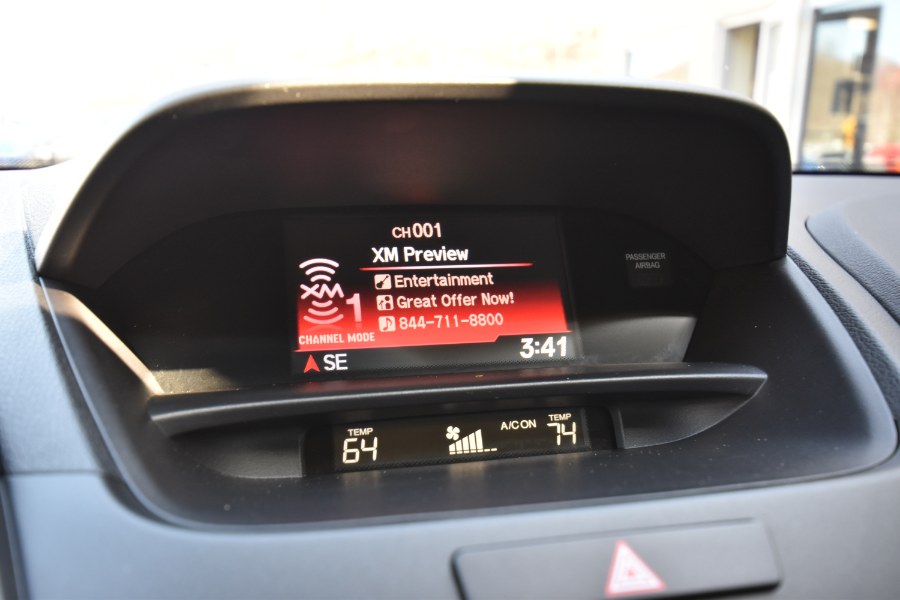 CH001
XM Preview
Entertainment
XM 1
Great Offer Now!
844-711-8800
CHANNEL MODE
SE
3:41
PASSENGER
AIRBAG
TEMP
64
A/C ON
TEMP
74